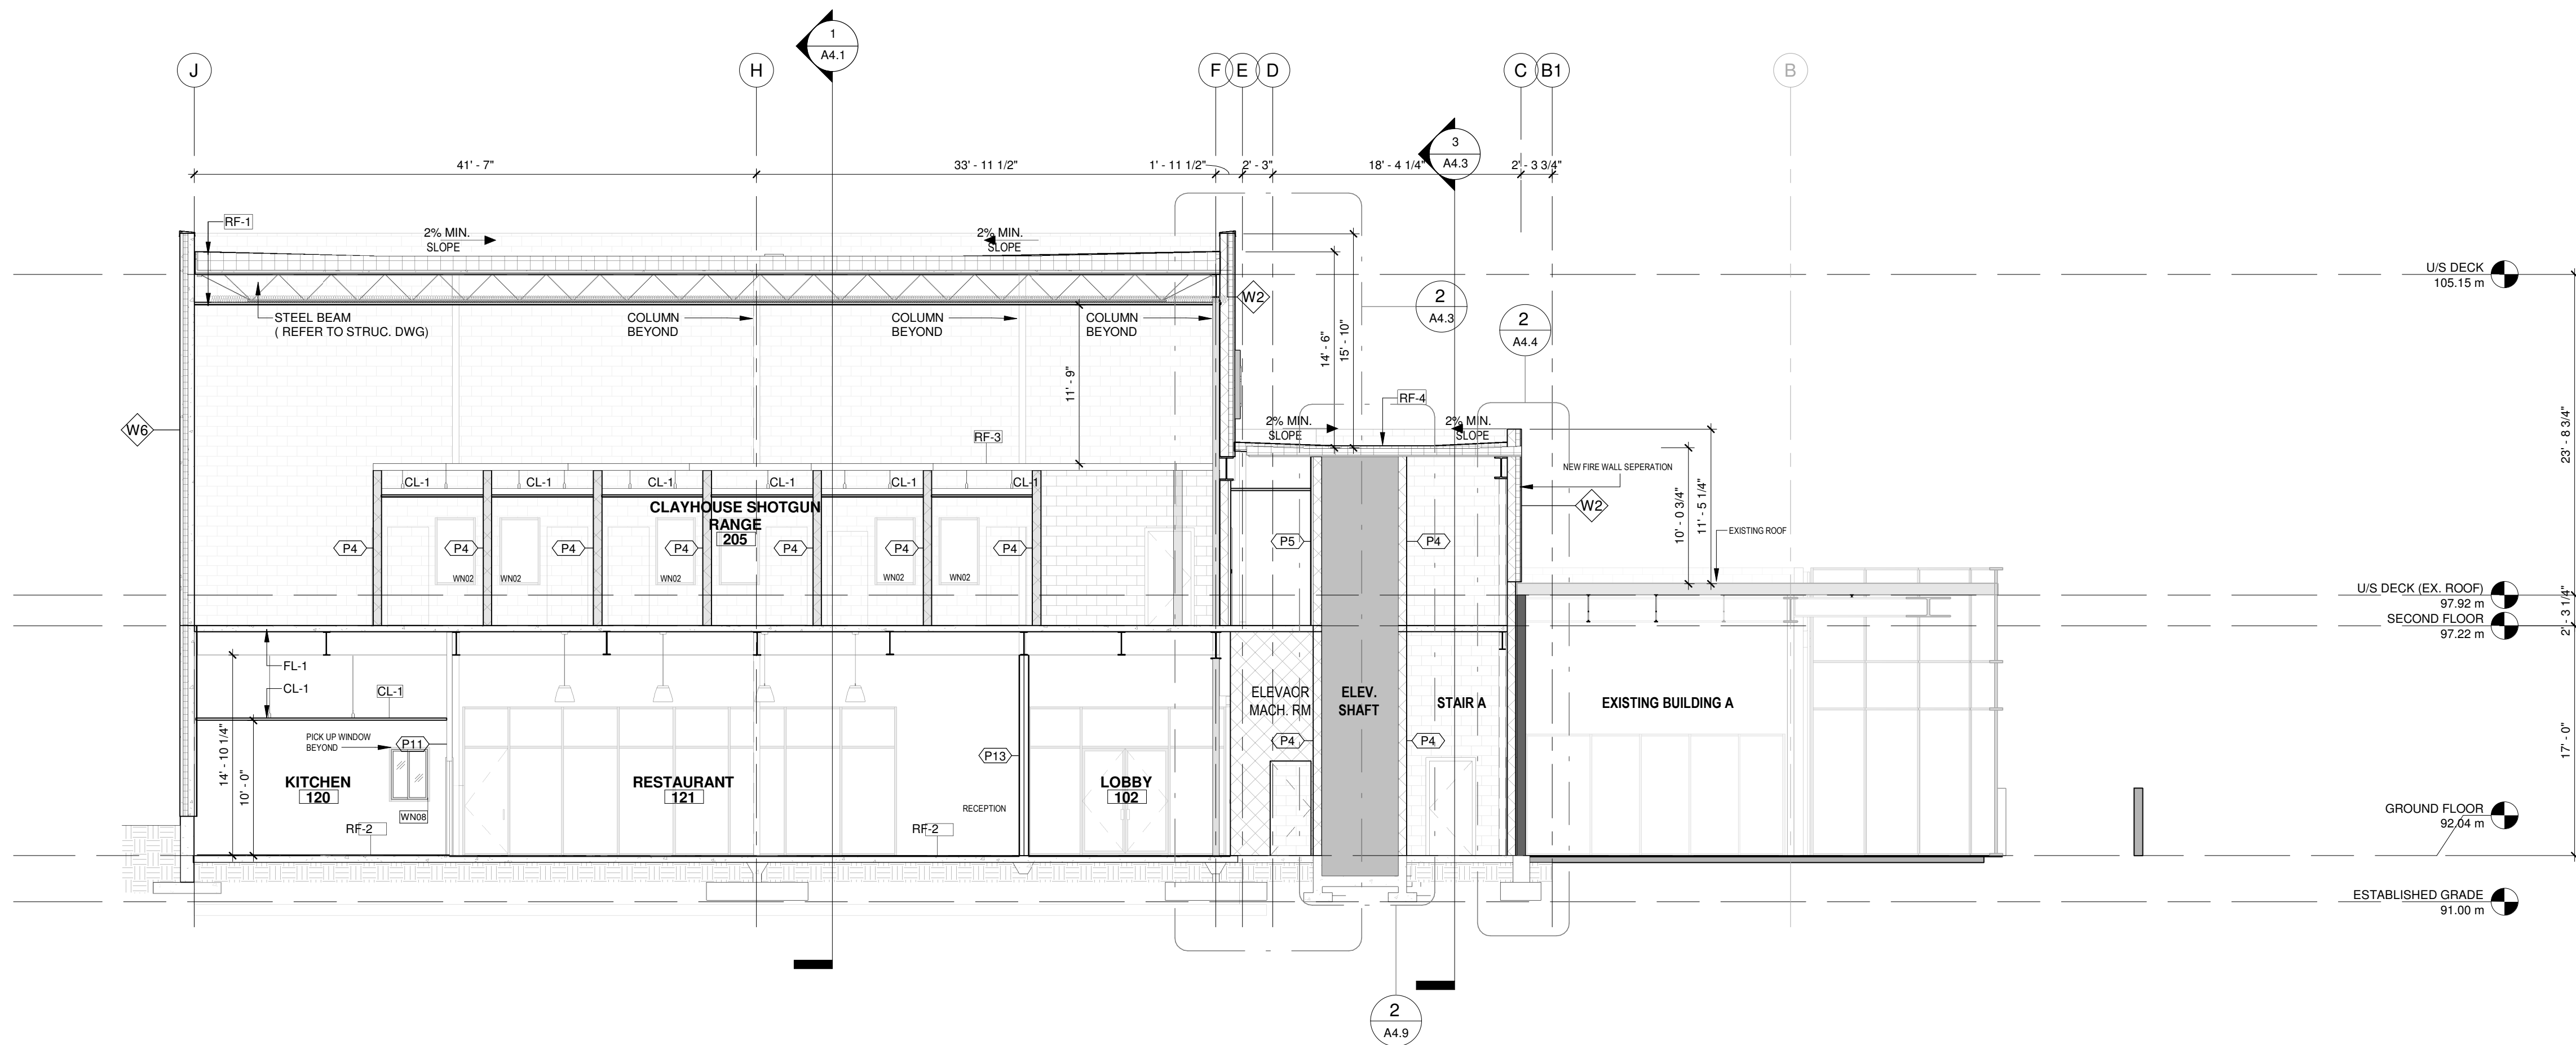 1
A4.1
J
H
F
E
D
C
B1
B
3
A4.3
41' - 7"
33' - 11 1/2"
1' - 11 1/2"
2' - 3"
18' - 4 1/4"
2' - 3 3/4"
RF-1
2% MIN.
SLOPE
2% MIN.
SLOPE
U/S DECK
105.15 m
W2
2
A4.3
STEEL BEAM
( REFER TO STRUC. DWG)
COLUMN
BEYOND
COLUMN
BEYOND
COLUMN
BEYOND
2
A4.4
14' - 6"
15' - 10"
11' - 9"
RF-4
W6
2% MIN.
SLOPE
2% MIN.
SLOPE
RF-3
23' - 8 3/4"
NEW FIRE WALL SEPERATION
CL-1
CL-1
CL-1
CL-1
CL-1
CL-1
W2
CLAYHOUSE SHOTGUN
RANGE
205
10' - 0 3/4"
11' - 5 1/4"
EXISTING ROOF
P4
P4
P4
P4
P4
P4
P4
P5
P4
WN02
WN02
WN02
WN02
WN02
U/S DECK (EX. ROOF)
97.92 m
2' - 3 1/4"
SECOND FLOOR
97.22 m
FL-1
CL-1
CL-1
ELEVAOR
MACH. RM
ELEV.
SHAFT
STAIR A
EXISTING BUILDING A
PICK UP WINDOW
BEYOND
P11
P13
P4
P4
14' - 10 1/4"
10' - 0"
17' - 0"
KITCHEN
120
RESTAURANT
121
LOBBY
102
WN08
RECEPTION
RF-2
RF-2
GROUND FLOOR
92.04 m
ESTABLISHED GRADE
91.00 m
2
A4.9